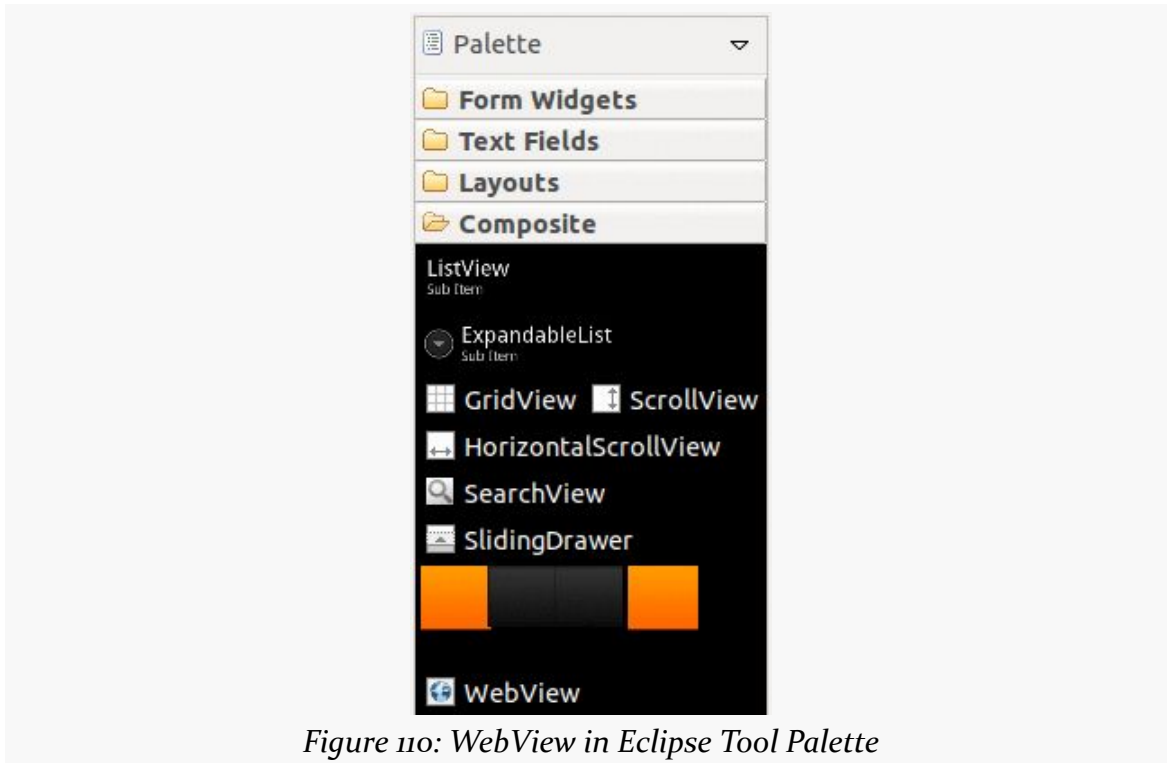 Palette
Form Widgets
Text Fields
Layouts
Composite
ListView
Sub Item
ExpandableList
Sub Item
GridView ScrollView
HorizontalScrollView
SearchView
SlidingDrawer
WebView
Figure 110: WebView in Eclipse Tool Palette